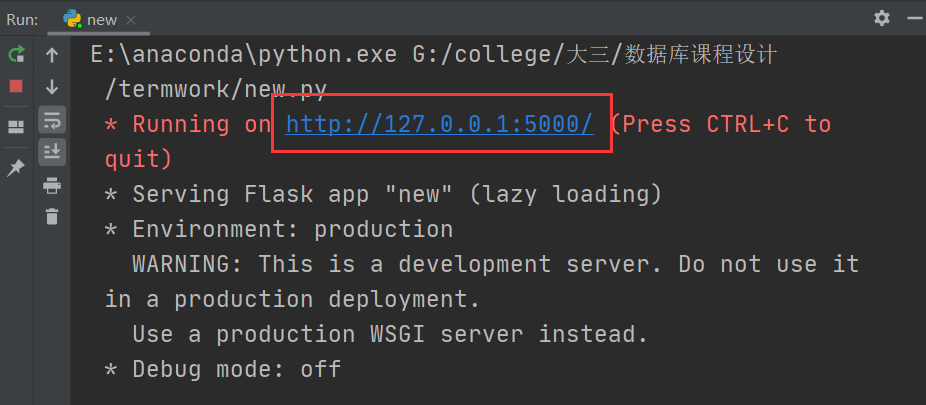 Run: new
E:\anaconda\python.exe G:/college/大三/数据库课程设计
/termwork/new.py
* Running on http://127.0.0.1:5000/ (Press CTRL+C to
quit)
* Serving Flask app "new" (lazy loading)
* Environment: production
WARNING: This is a development server. Do not use it
in a production deployment.
Use a production WSGI server instead.
* Debug mode: off